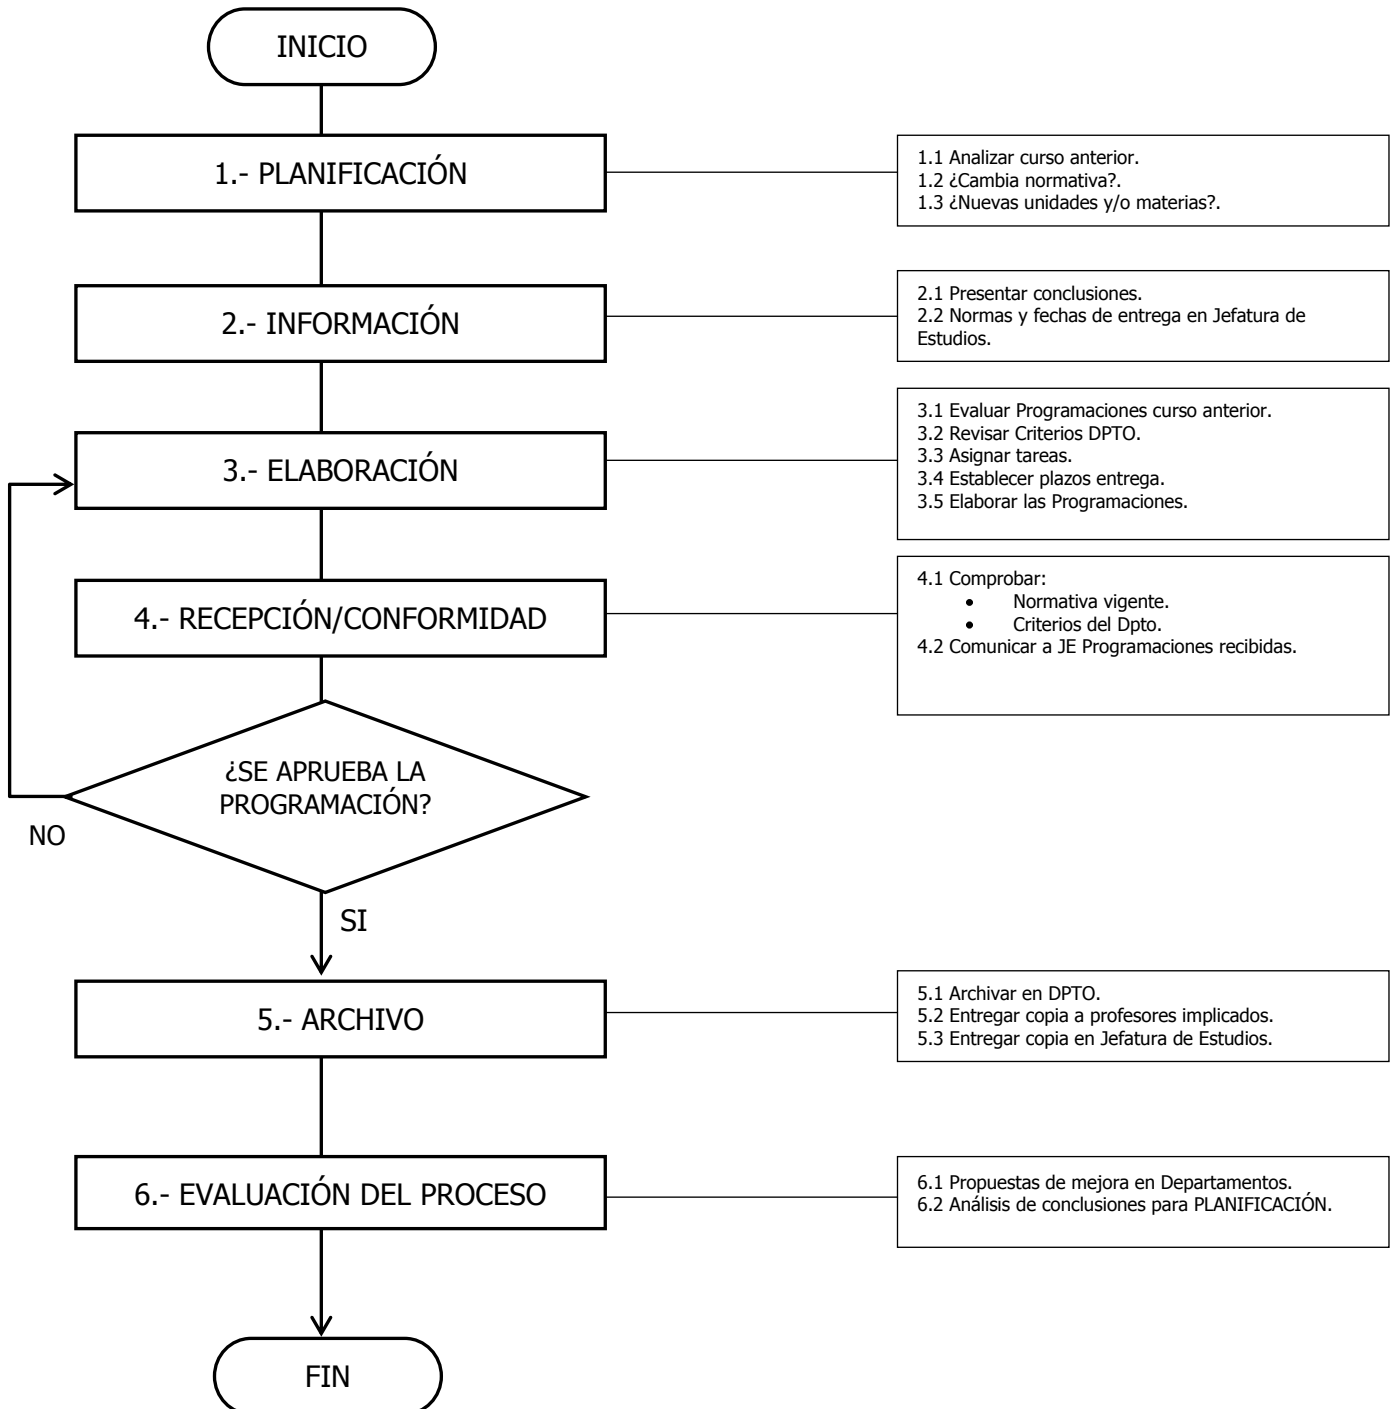 INICIO
1.- PLANIFICACIÓN
1.1 Analizar curso anterior.
1.2 ¿Cambia normativa?.
1.3 ¿Nuevas unidades y/o materias?.
2.- INFORMACIÓN
2.1 Presentar conclusiones.
2.2 Normas y fechas de entrega en Jefatura de
Estudios.
3.- ELABORACIÓN
3.1 Evaluar Programaciones curso anterior.
3.2 Revisar Criterios DPTO.
3.3 Asignar tareas.
3.4 Establecer plazos entrega.
3.5 Elaborar las Programaciones.
4.- RECEPCIÓN/CONFORMIDAD
4.1 Comprobar:
• Normativa vigente.
• Criterios del Dpto.
4.2 Comunicar a JE Programaciones recibidas.
¿SE APRUEBA LA
PROGRAMACIÓN?
NO
SI
5.- ARCHIVO
5.1 Archivar en DPTO.
5.2 Entregar copia a profesores implicados.
5.3 Entregar copia en Jefatura de Estudios.
6.- EVALUACIÓN DEL PROCESO
6.1 Propuestas de mejora en Departamentos.
6.2 Análisis de conclusiones para PLANIFICACIÓN.
FIN